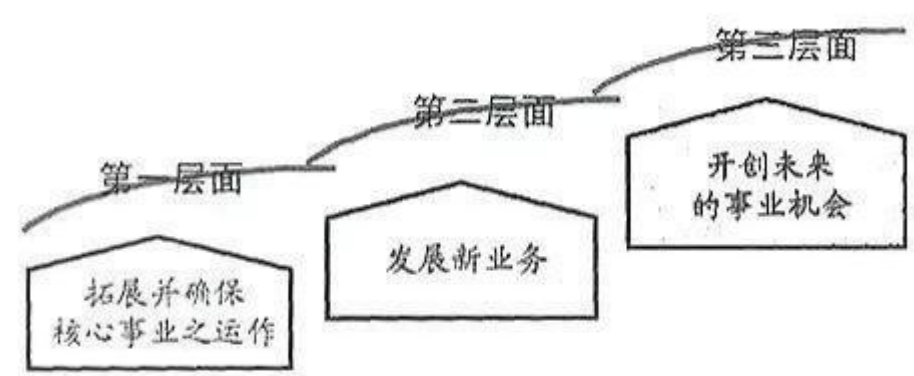 第三层面
第二层面
第一层面
开创未来
的事业机会
发展新业务
拓展并确保
核心事业之运作